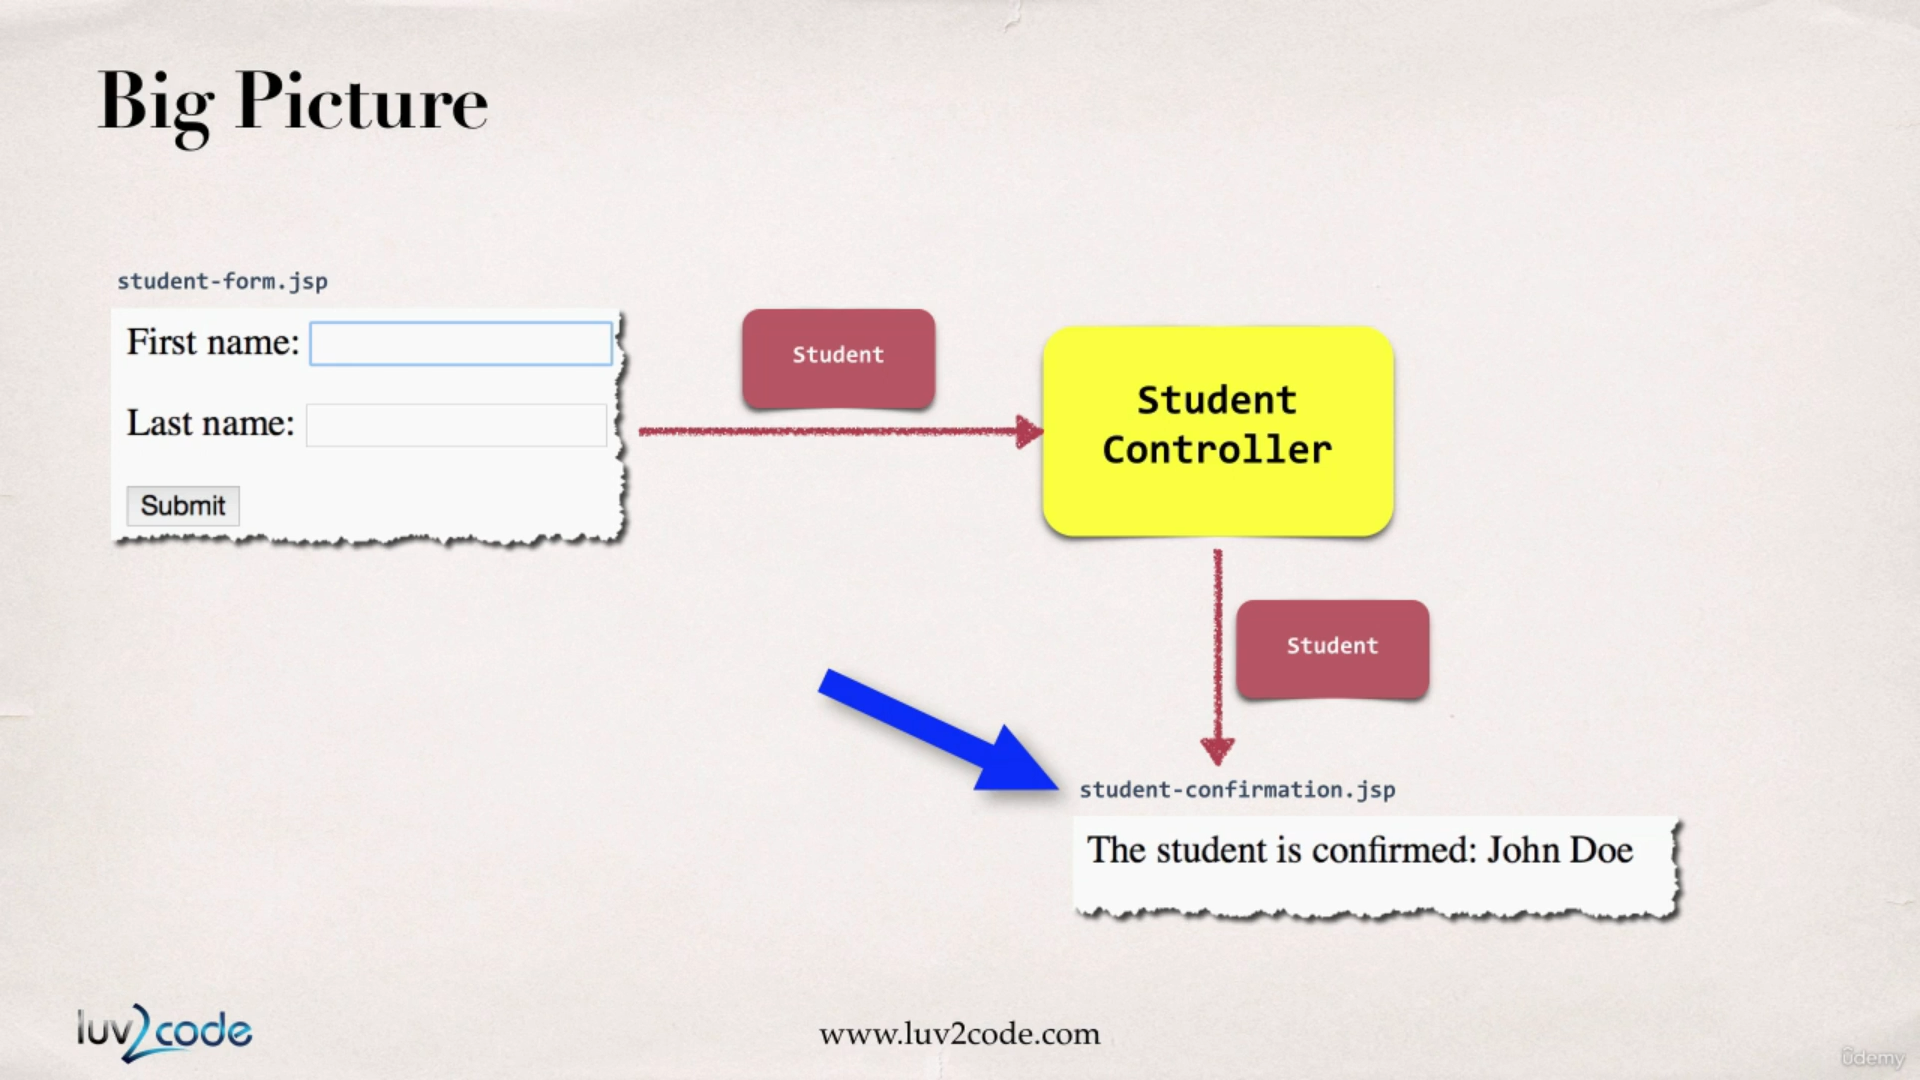 Big Picture
student-form.jsp
First name:
Last name:
Submit
Student
Student
Controller
Student
student-confirmation.jsp
The student is confirmed: John Doe
luv2code
www.luv2code.com
ûdemy